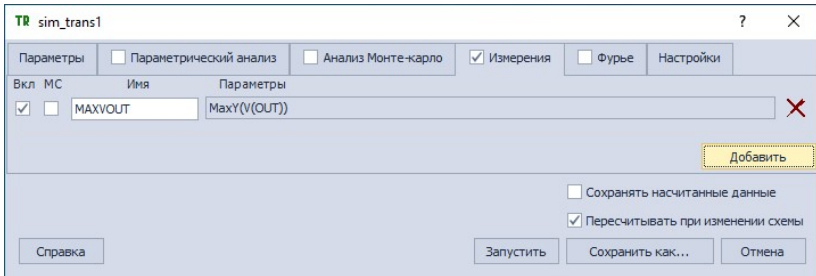 TR sim_trans1 ?
Параметры Параметрический анализ Анализ Монте-карло Измерения Фурье Настройки
Вкл МС Имя Параметры
MAXVOUT MaxY(V(OUT))
Добавить
Сохранять насчитанные данные
Пересчитывать при изменении схемы
Справка Запустить Сохранить как... Отмена